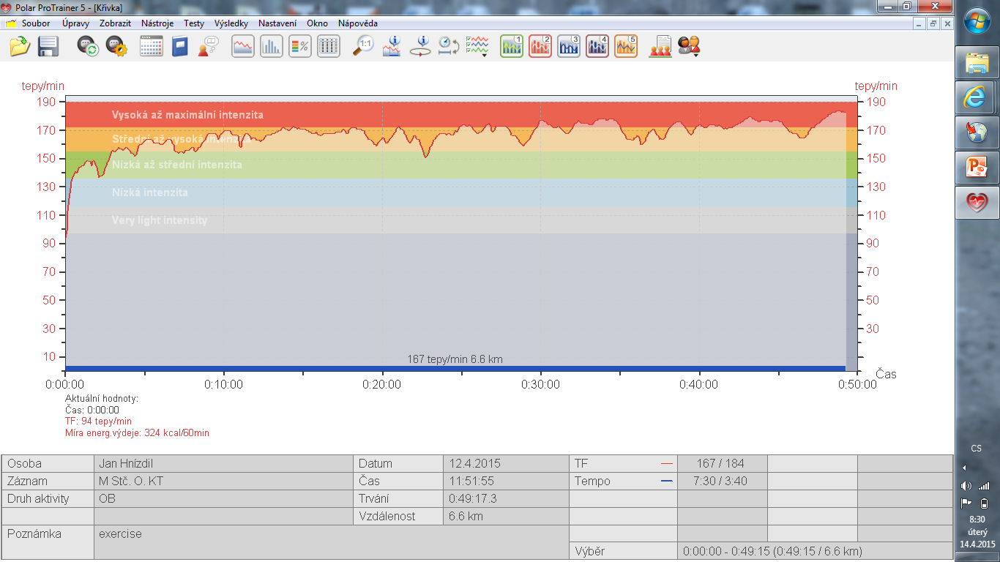 Polar ProTrainer 5 - [Křivka]
Soubor Úpravy Zobrazit Nástroje Testy Výsledky Nastavení Okno Nápověda
1:1 1 2 3 4 5
tepy/min tepy/min
190 190
Vysoká až maximální intenzita
170 170
Střední až vysoká intenzita
150 150
Nízká až střední intenzita
130 130
Nízká intenzita
110 110
Very light intensity
90 90
70 70
50 50
30 30
10 10
167 tepy/min 6.6 km
0:00:00 0:10:00 0:20:00 0:30:00 0:40:00 0:50:00 Čas
Aktuální hodnoty:
Čas: 0:00:00
TF: 94 tepy/min
Míra energ.výdeje: 324 kcal/60min
Osoba Jan Hnízdil Datum 12.4.2015 TF 167 / 184
Záznam M Stč. O. KT Čas 11:51:55 Tempo 7:30 / 3:40
Druh aktivity OB Trvání 0:49:17.3
Vzdálenost 6.6 km
Poznámka exercise
Výběr 0:00:00 - 0:49:15 (0:49:15 / 6.6 km)
CS
8:30
úterý
14.4.2015